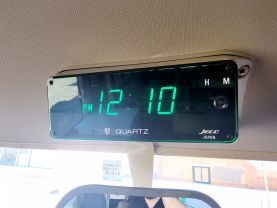 H M
PM 12:10
QUARTZ
Jeco
JAPAN